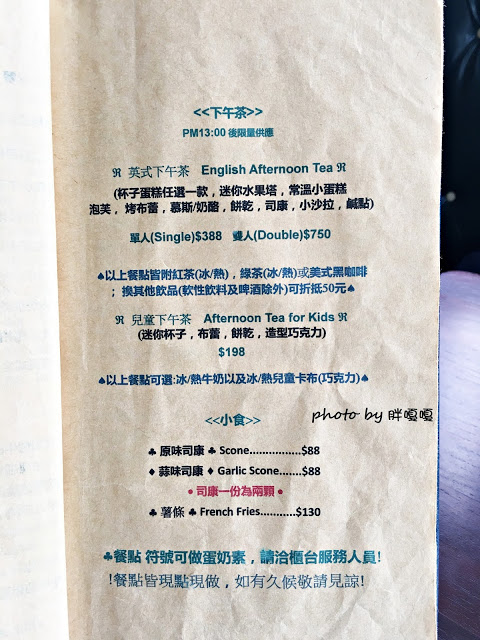 <<下午茶>>
PM13:00 後限量供應
ℜ 英式下午茶 English Afternoon Tea ℜ
(杯子蛋糕任選一款，迷你水果塔，常溫小蛋糕
泡芙，烤布蕾，慕斯/奶酪，餅乾，司康，小沙拉，鹹點)
單人(Single)$388 雙人(Double)$750
♠以上餐點皆附紅茶(冰/熱)，綠茶(冰/熱)或美式黑咖啡
；換其他飲品(軟性飲料及啤酒除外)可折抵50元♠
ℜ 兒童下午茶 Afternoon Tea for Kids ℜ
(迷你杯子，布蕾，餅乾，造型巧克力)
$198
♠以上餐點可選:冰/熱牛奶以及冰/熱兒童卡布(巧克力)♠
<<小食>>
photo by 胖嘎嘎
♣ 原味司康 ♣ Scone................$88
♦ 蒜味司康 ♦ Garlic Scone.......$88
• 司康一份為兩顆 •
♣ 薯條 ♣ French Fries...........$130
♣餐點 符號可做蛋奶素，請洽櫃台服務人員!
!餐點皆現點現做，如有久候敬請見諒!